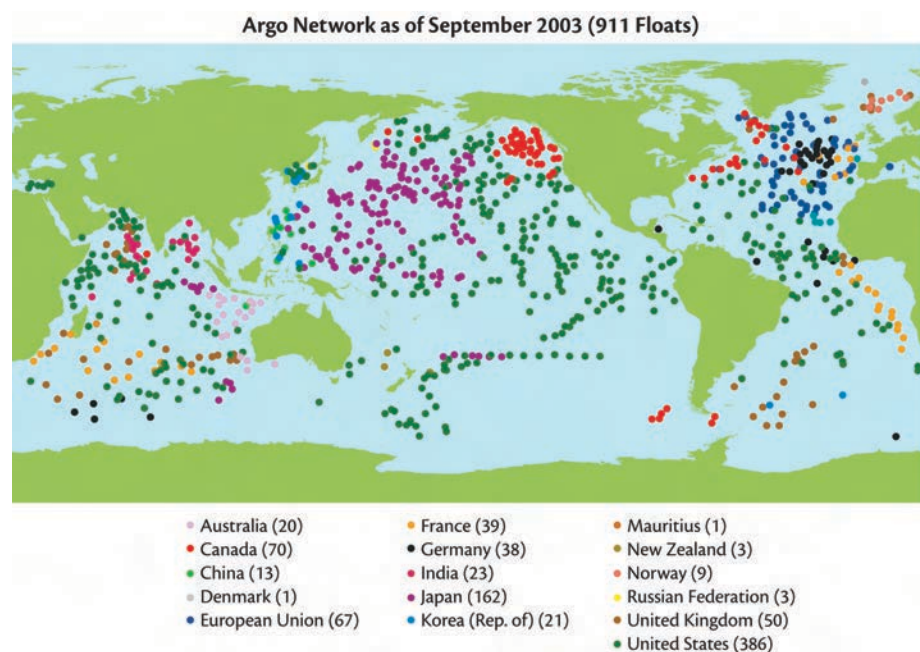 Argo Network as of September 2003 (911 Floats)
Australia (20)
Canada (70)
China (13)
Denmark (1)
European Union (67)
France (39)
Germany (38)
India (23)
Japan (162)
Korea (Rep. of) (21)
Mauritius (1)
New Zealand (3)
Norway (9)
Russian Federation (3)
United Kingdom (50)
United States (386)